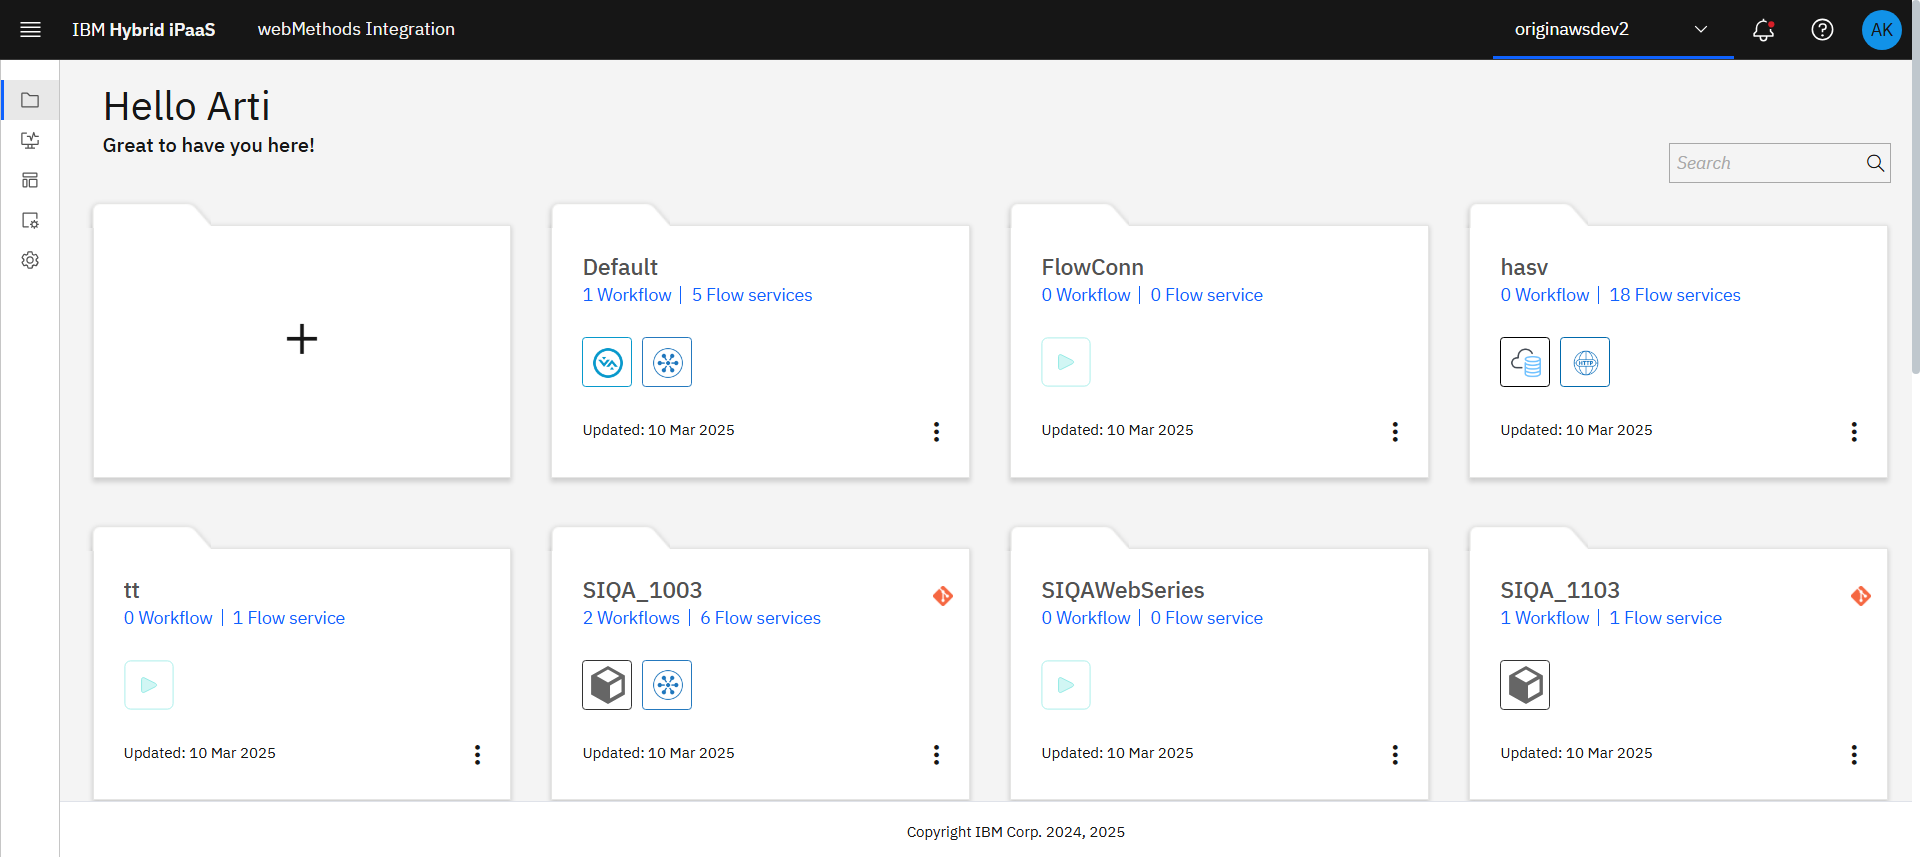 IBM Hybrid iPaaS
webMethods Integration
originawsdev2
AK
Hello Arti
Great to have you here!
Search
Default
1 Workflow | 5 Flow services
Updated: 10 Mar 2025
FlowConn
0 Workflow | 0 Flow service
Updated: 10 Mar 2025
hasv
0 Workflow | 18 Flow services
HTTP
Updated: 10 Mar 2025
tt
0 Workflow | 1 Flow service
Updated: 10 Mar 2025
SIQA_1003
2 Workflows | 6 Flow services
Updated: 10 Mar 2025
SIQAWebSeries
0 Workflow | 0 Flow service
Updated: 10 Mar 2025
SIQA_1103
1 Workflow | 1 Flow service
Updated: 10 Mar 2025
Copyright IBM Corp. 2024, 2025